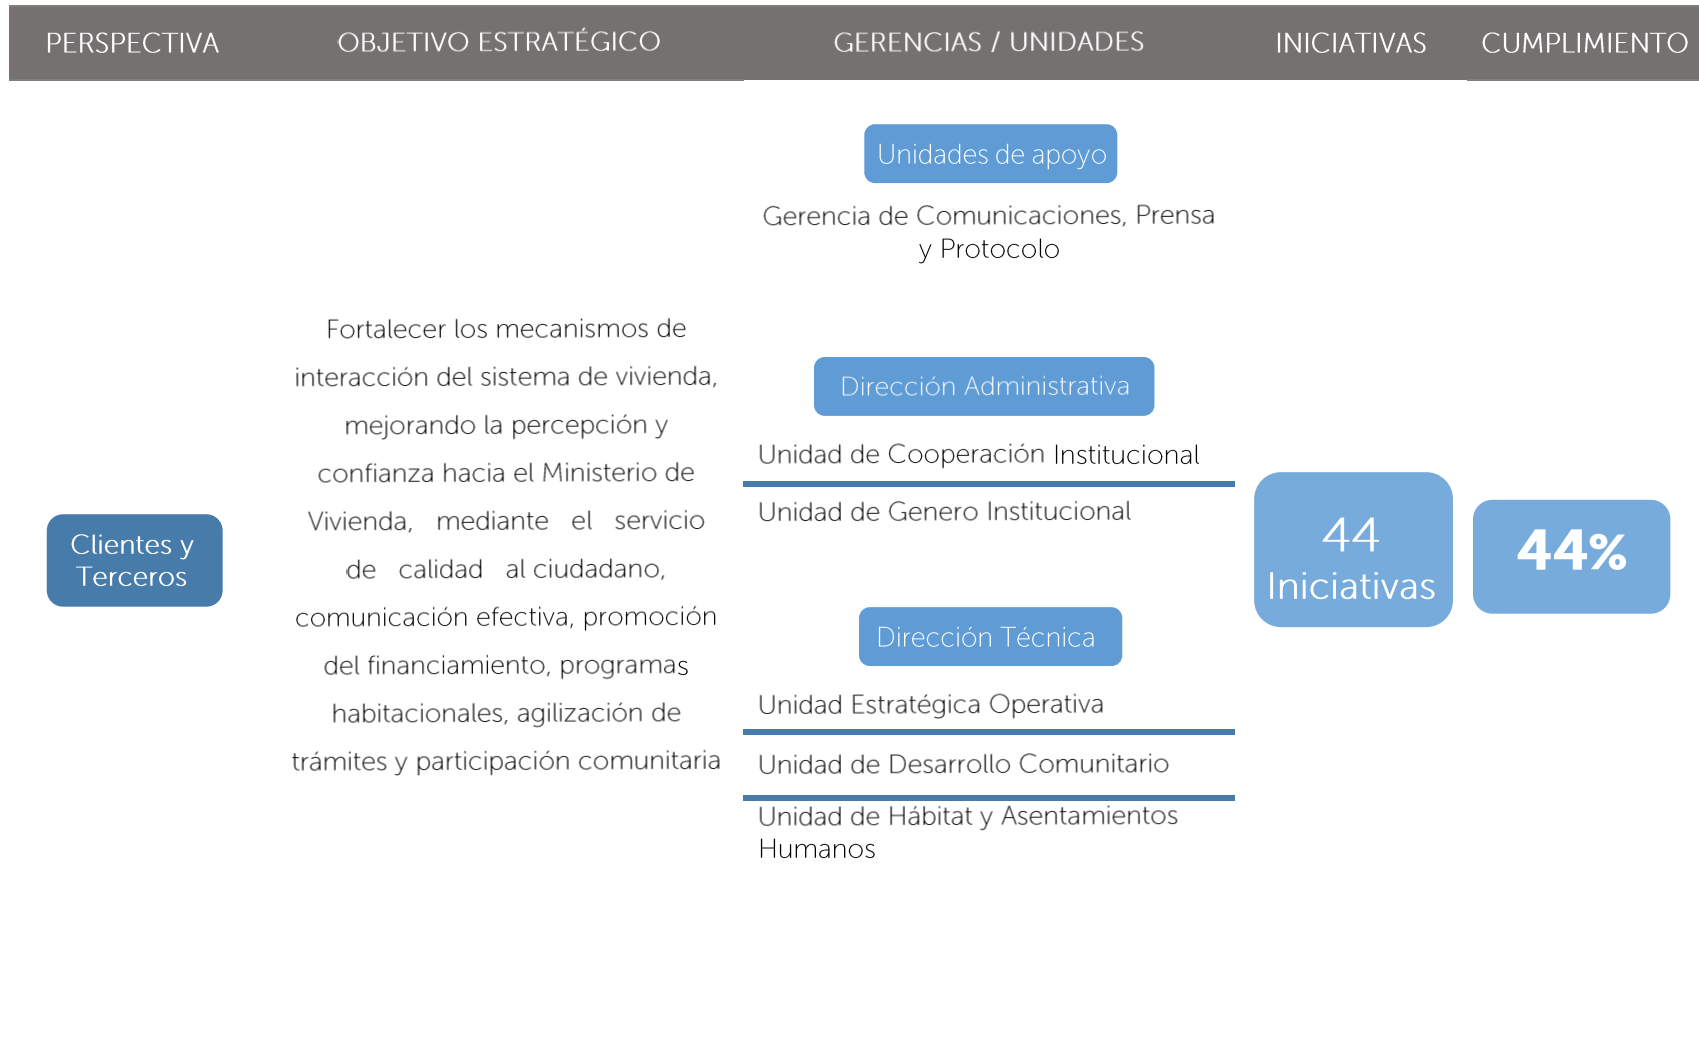 PERSPECTIVA
OBJETIVO ESTRATÉGICO
GERENCIAS / UNIDADES
INICIATIVAS
CUMPLIMIENTO
Clientes y
Terceros
Fortalecer los mecanismos de
interacción del sistema de vivienda,
mejorando la percepción y
confianza hacia el Ministerio de
Vivienda, mediante el servicio
de calidad al ciudadano,
comunicación efectiva, promoción
del financiamiento, programas
habitacionales, agilización de
trámites y participación comunitaria
Unidades de apoyo
Gerencia de Comunicaciones, Prensa
y Protocolo
Dirección Administrativa
Unidad de Cooperación Institucional
Unidad de Genero Institucional
Dirección Técnica
Unidad Estratégica Operativa
Unidad de Desarrollo Comunitario
Unidad de Hábitat y Asentamientos
Humanos
44
Iniciativas
44%